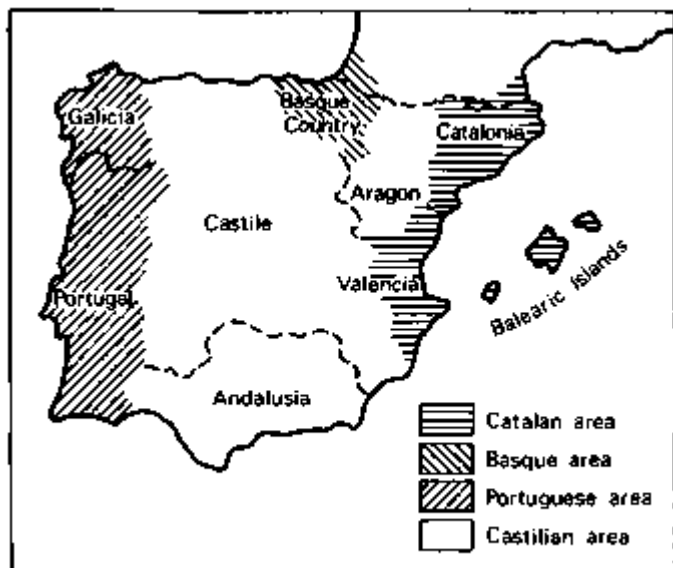 Galicia
Basque
Country
Catalonia
Aragon
Castile
Valencia
Portugal
Balearic Islands
Andalusia
Catalan area
Basque area
Portuguese area
Castilian area